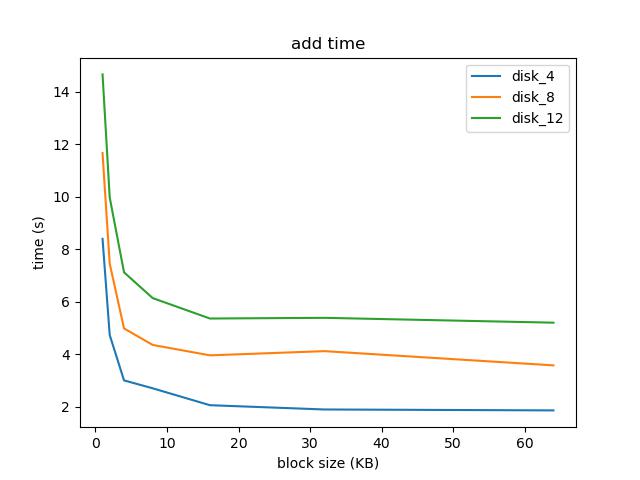 add time
disk_4
disk_8
disk_12
14
12
10
8
6
4
2
time (s)
0 10 20 30 40 50 60
block size (KB)